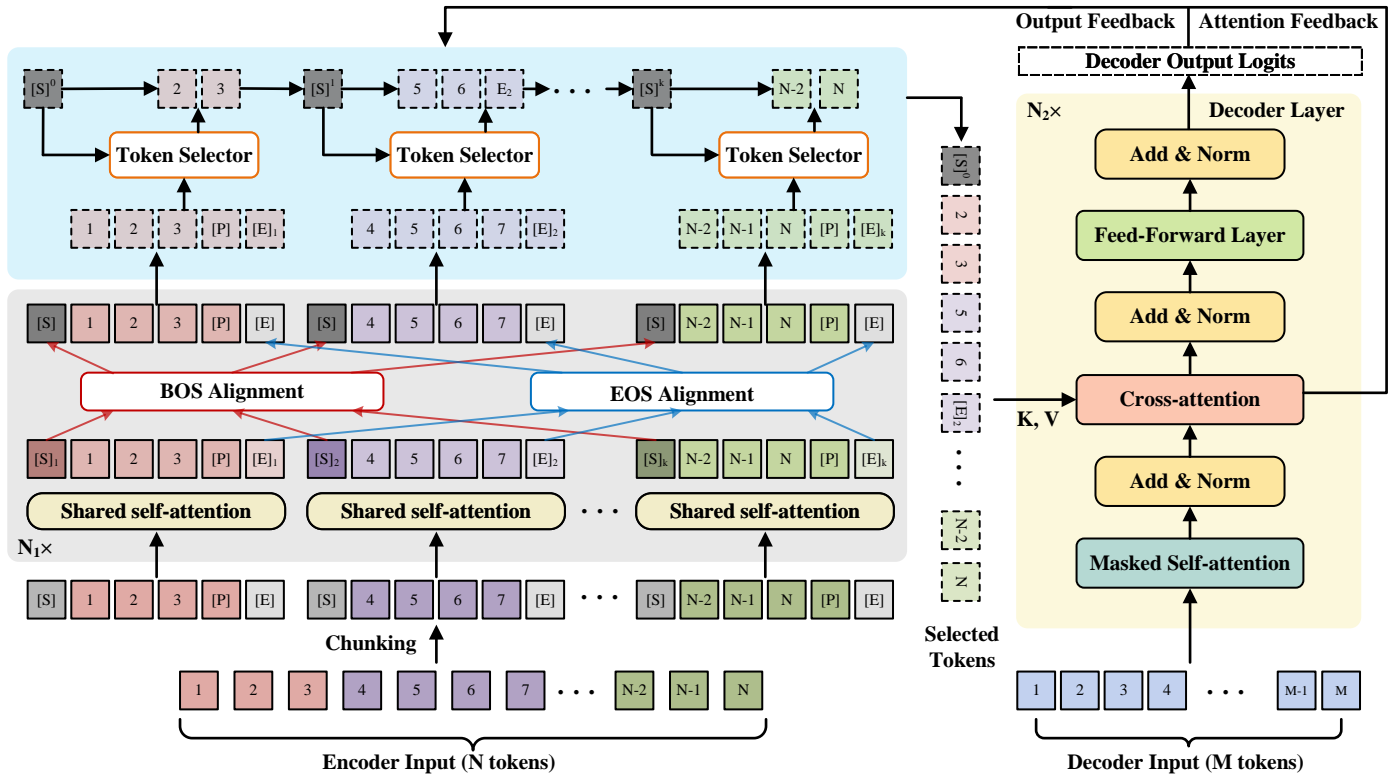 Output Feedback
Attention Feedback
Decoder Output Logits
[S]⁰ 2 3 [S]¹ 5 6 E₂ · · · [S]ᵏ N-2 N
Token Selector Token Selector Token Selector
1 2 3 [P] [E]₁ 4 5 6 7 [E]₂ N-2 N-1 N [P] [E]ₖ
[S] 1 2 3 [P] [E] [S] 4 5 6 7 [E] [S] N-2 N-1 N [P] [E]
BOS Alignment EOS Alignment
[S]₁ 1 2 3 [P] [E]₁ [S]₂ 4 5 6 7 [E]₂ [S]ₖ N-2 N-1 N [P] [E]ₖ
Shared self-attention Shared self-attention · · · Shared self-attention
N₁×
[S] 1 2 3 [P] [E] [S] 4 5 6 7 [E] · · · [S] N-2 N-1 N [P] [E]
Chunking
1 2 3 4 5 6 7 · · · N-2 N-1 N
Encoder Input (N tokens)
[S]⁰
2
3
5
6
[E]₂
· · ·
N-2
N
Selected
Tokens
K, V
N₂×
Decoder Layer
Add & Norm
Feed-Forward Layer
Add & Norm
Cross-attention
Add & Norm
Masked Self-attention
1 2 3 4 · · · M-1 M
Decoder Input (M tokens)